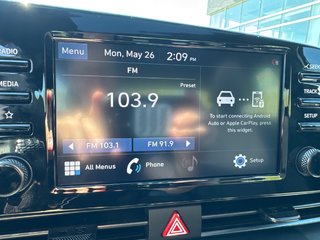 Menu Mon, May 26 2:09 PM
FM
Preset
103.9
FM 103.1 FM 91.9
To start connecting Android
Auto or Apple CarPlay, press
this widget.
All Menus Phone Setup
RADIO
MEDIA
SEEK
TRACK
SETUP